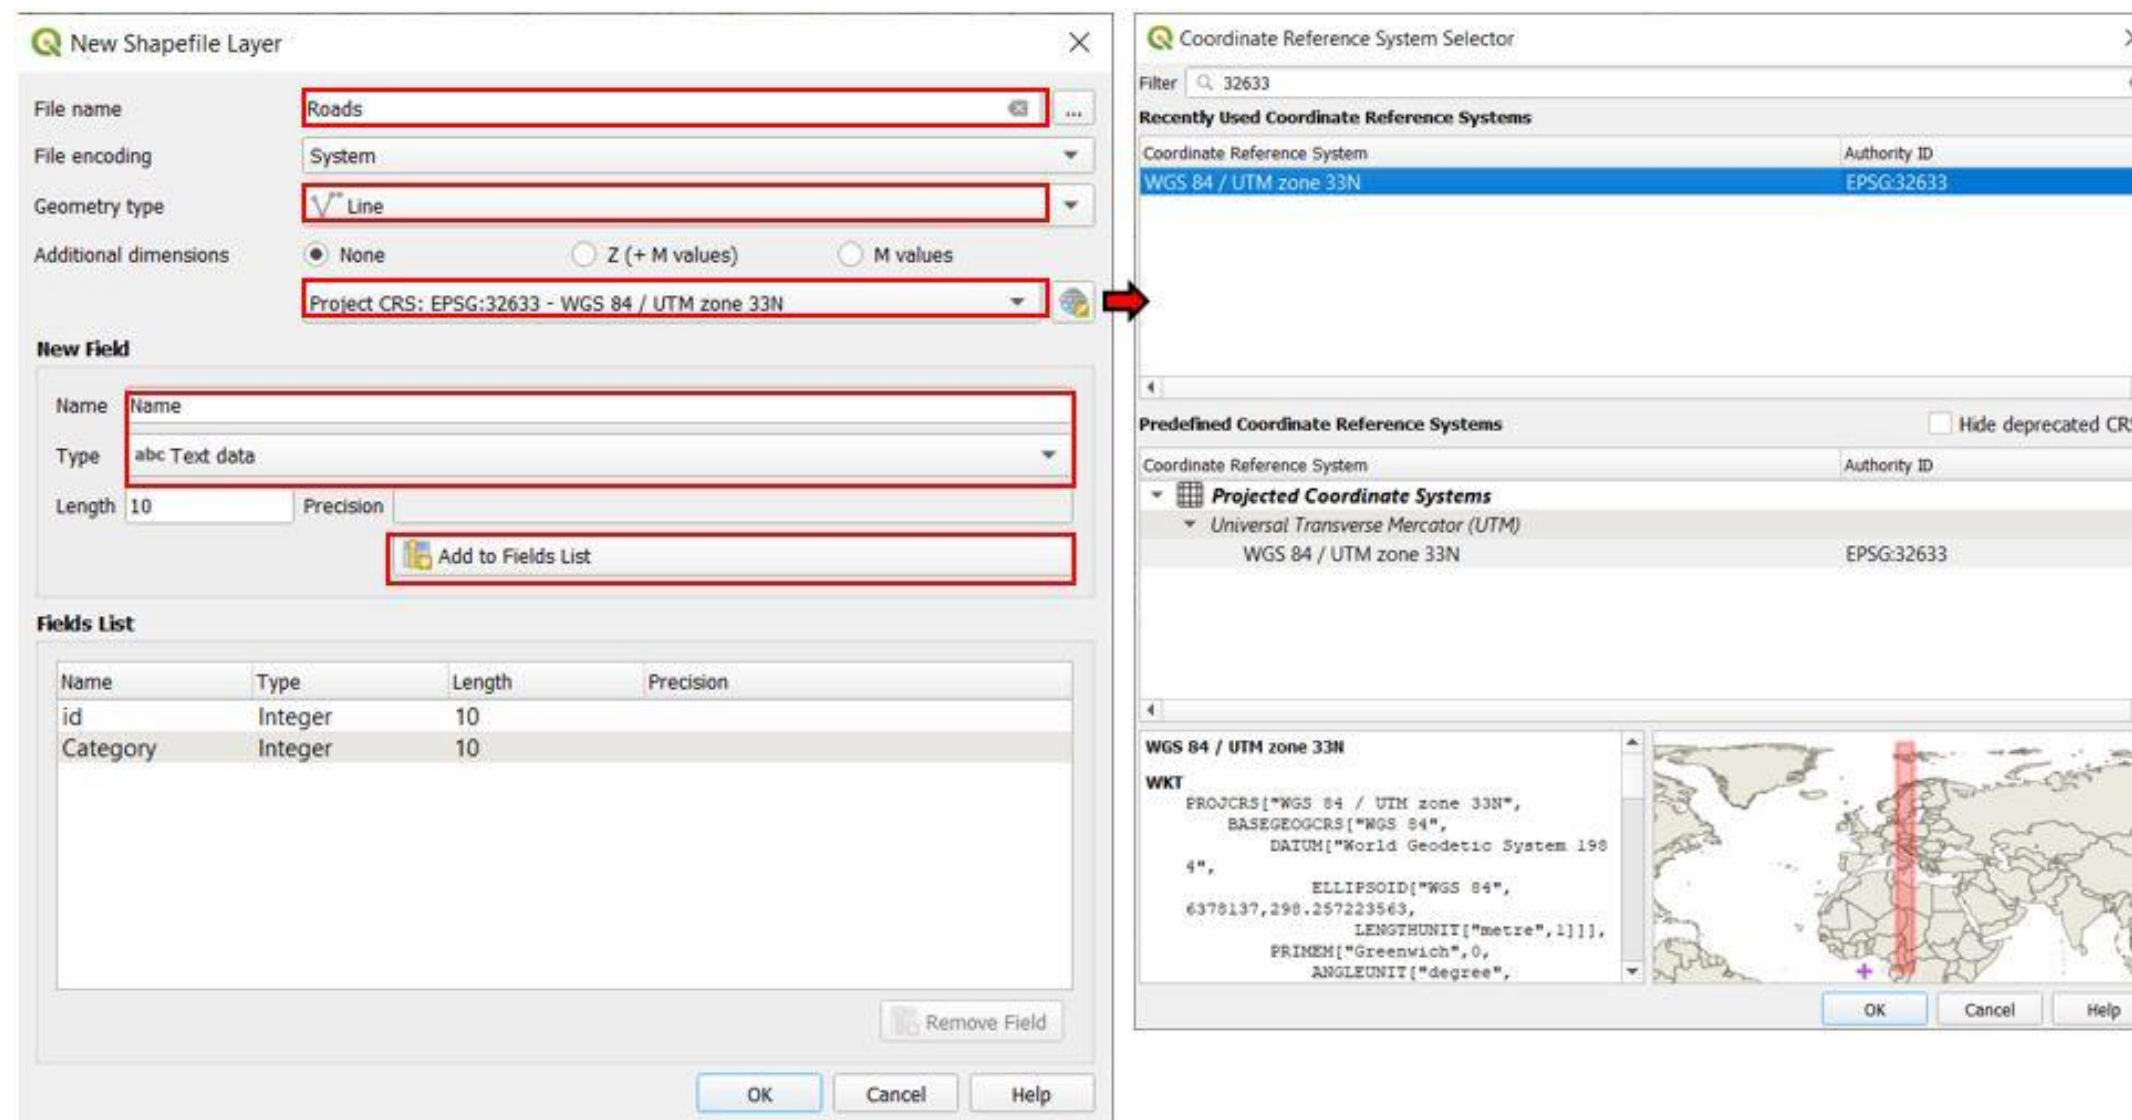 New Shapefile Layer
File name Roads ...
File encoding System
Geometry type Line
Additional dimensions None Z (+ M values) M values
Project CRS: EPSG:32633 - WGS 84 / UTM zone 33N
New Field
Name Name
Type abc Text data
Length 10 Precision
Add to Fields List
Fields List
Name Type Length Precision
id Integer 10
Category Integer 10
Remove Field
OK Cancel Help
Coordinate Reference System Selector
Filter 32633
Recently Used Coordinate Reference Systems
Coordinate Reference System Authority ID
WGS 84 / UTM zone 33N EPSG:32633
Predefined Coordinate Reference Systems Hide deprecated CRS
Coordinate Reference System Authority ID
Projected Coordinate Systems
Universal Transverse Mercator (UTM)
WGS 84 / UTM zone 33N EPSG:32633
WGS 84 / UTM zone 33N
WKT
PROJCRS["WGS 84 / UTM zone 33N",
BASEGEOGCRS["WGS 84",
DATUM["World Geodetic System 198
4",
ELLIPSOID["WGS 84",
6378137,298.257223563,
LENGTHUNIT["metre",1]]],
PRIMEM["Greenwich",0,
ANGLEUNIT["degree",
OK Cancel Help